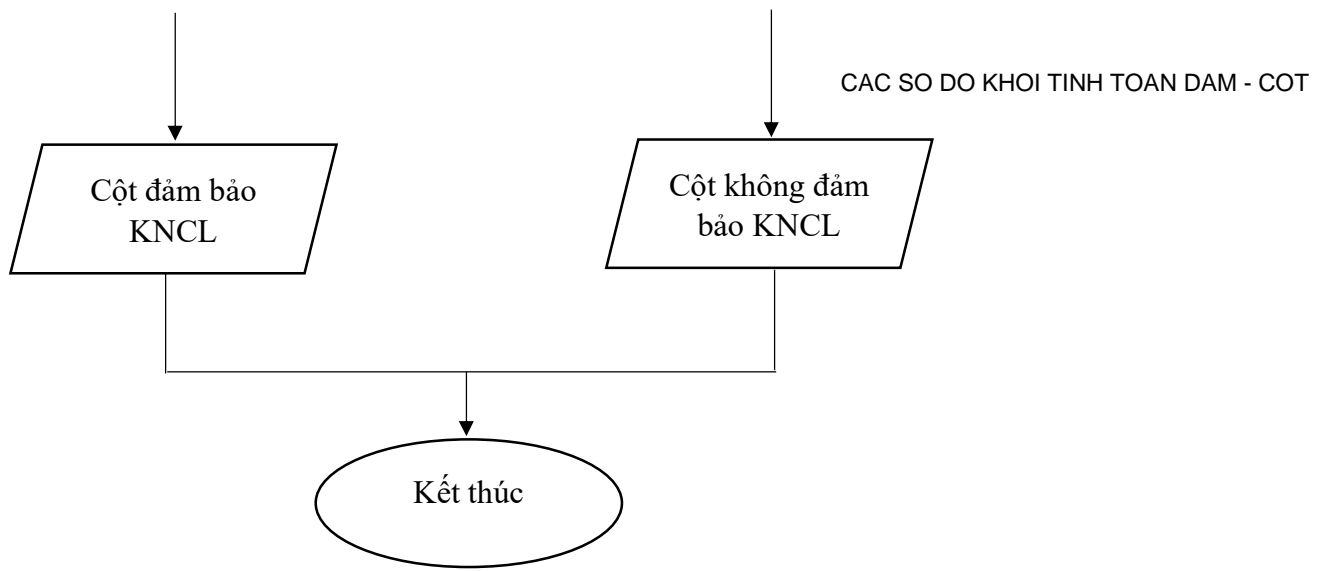 CAC SO DO KHOI TINH TOAN DAM - COT
Cột đảm bảo
KNCL
Cột không đảm
bảo KNCL
Kết thúc